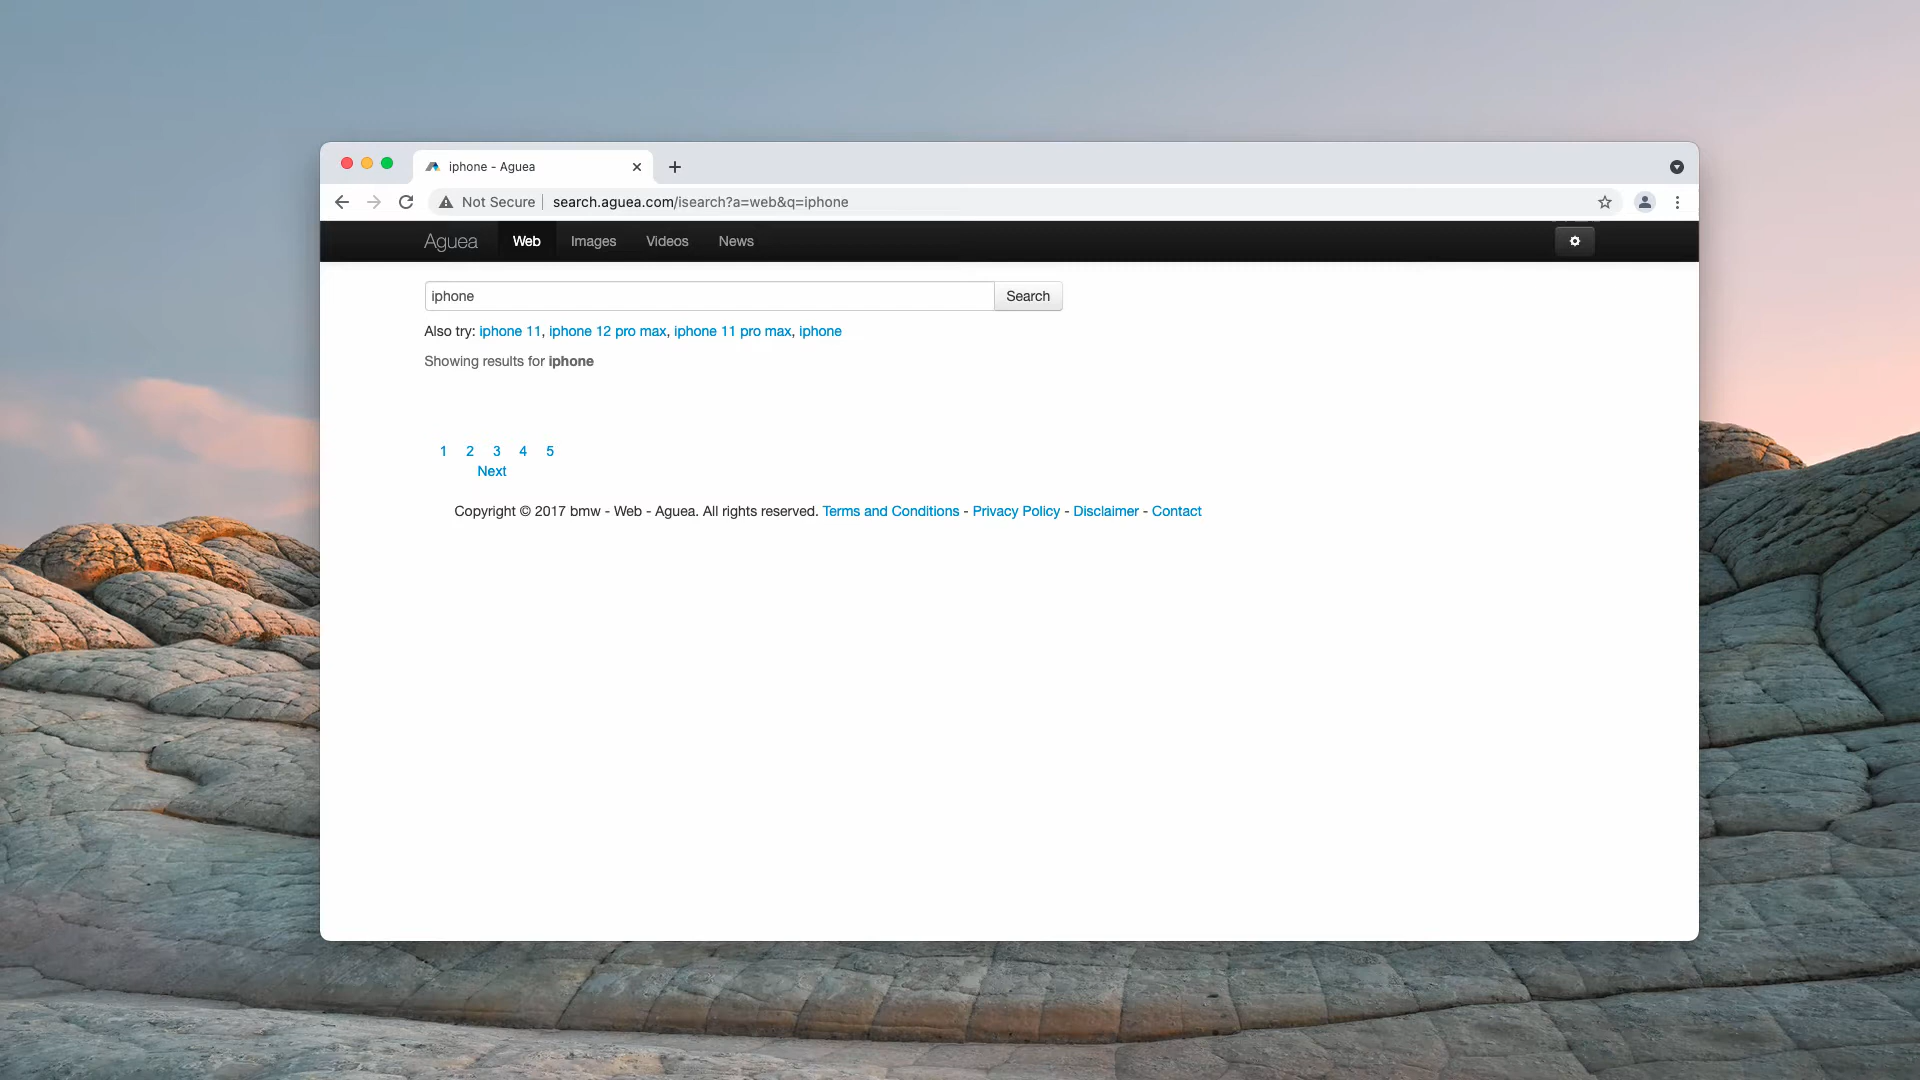 iphone - Aguea
Not Secure
search.aguea.com/isearch?a=web&q=iphone
Aguea Web Images Videos News
iphone Search
Also try: iphone 11, iphone 12 pro max, iphone 11 pro max, iphone
Showing results for iphone
1 2 3 4 5
Next
Copyright © 2017 bmw - Web - Aguea. All rights reserved. Terms and Conditions - Privacy Policy - Disclaimer - Contact